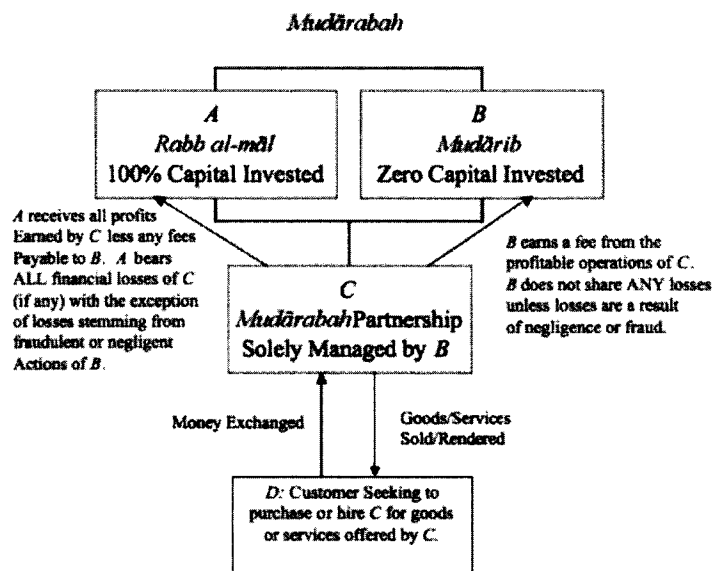 Mudārabah
A
Rabb al-māl
100% Capital Invested
B
Mudārib
Zero Capital Invested
A receives all profits
Earned by C less any fees
Payable to B. A bears
ALL financial losses of C
(if any) with the exception
of losses stemming from
fraudulent or negligent
Actions of B.
B earns a fee from the
profitable operations of C.
B does not share ANY losses
unless losses are a result
of negligence or fraud.
C
Mudārabah Partnership
Solely Managed by B
Money Exchanged
Goods/Services
Sold/Rendered
D: Customer Seeking to
purchase or hire C for goods
or services offered by C.